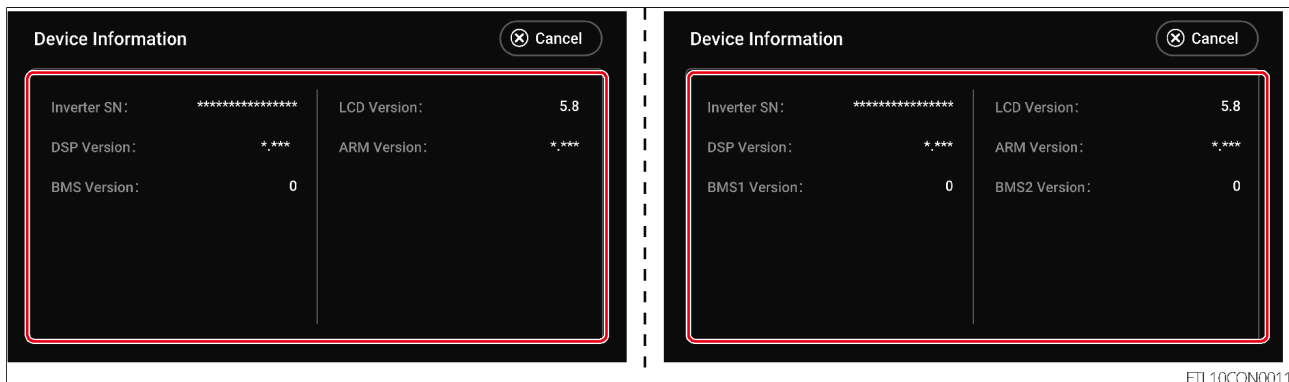 Device Information
Cancel
Inverter SN: ****************
LCD Version: 5.8
DSP Version: *.***
ARM Version: *.***
BMS Version: 0
Device Information
Cancel
Inverter SN: ****************
LCD Version: 5.8
DSP Version: *.***
ARM Version: *.***
BMS1 Version: 0
BMS2 Version: 0
ETL10CON0011